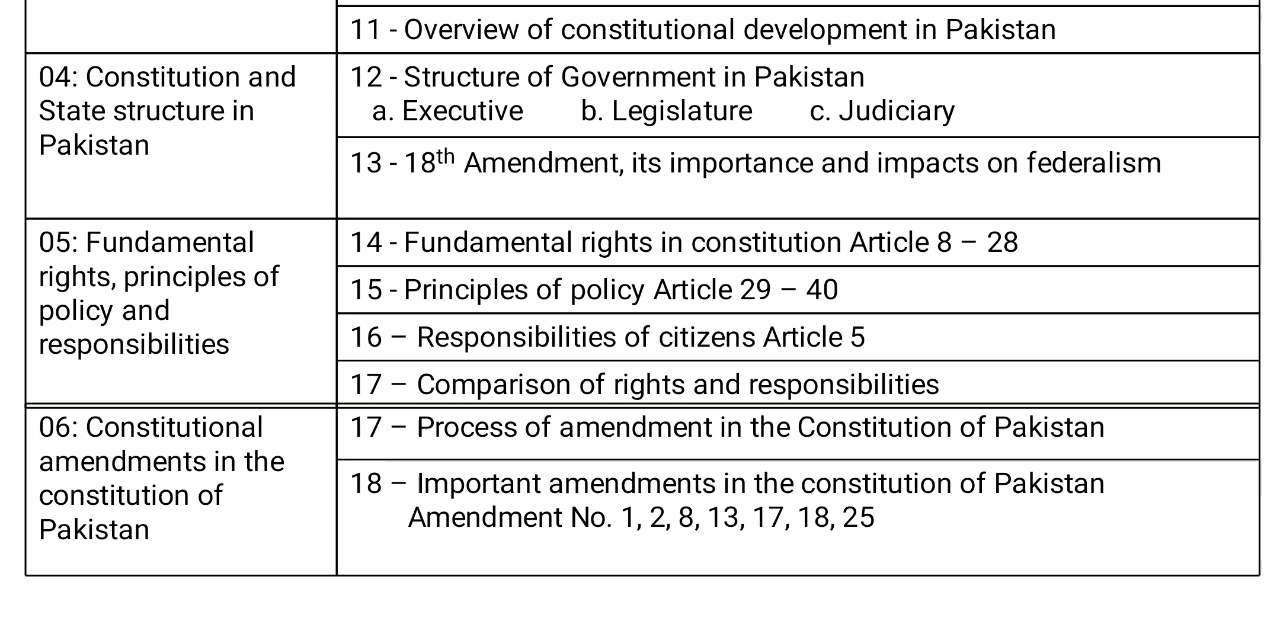 11 - Overview of constitutional development in Pakistan
04: Constitution and
State structure in
Pakistan
12 - Structure of Government in Pakistan
a. Executive b. Legislature c. Judiciary
13 - 18th Amendment, its importance and impacts on federalism
05: Fundamental
rights, principles of
policy and
responsibilities
14 - Fundamental rights in constitution Article 8 – 28
15 - Principles of policy Article 29 – 40
16 – Responsibilities of citizens Article 5
17 – Comparison of rights and responsibilities
06: Constitutional
amendments in the
constitution of
Pakistan
17 – Process of amendment in the Constitution of Pakistan
18 – Important amendments in the constitution of Pakistan
Amendment No. 1, 2, 8, 13, 17, 18, 25